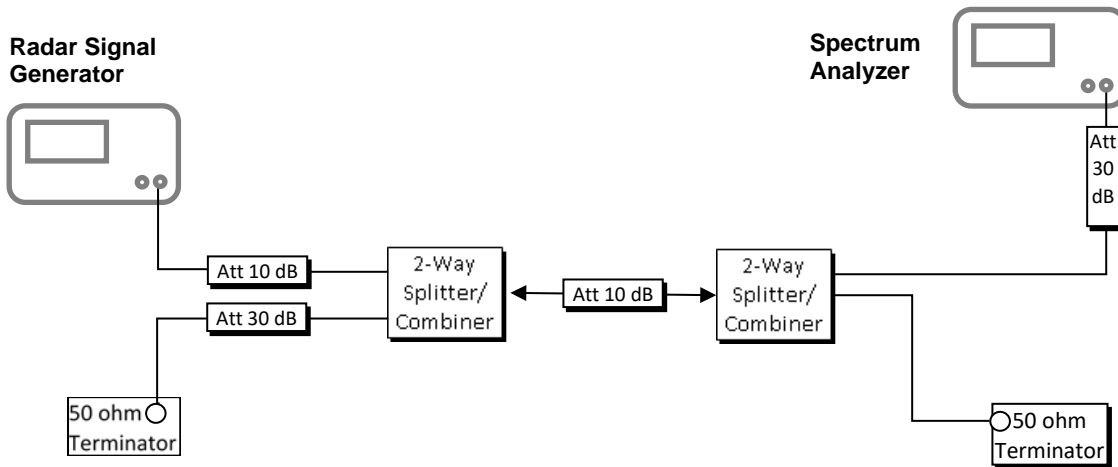 Radar Signal
Generator
Spectrum
Analyzer
Att
30
dB
Att 10 dB
Att 30 dB
2-Way
Splitter/
Combiner
Att 10 dB
2-Way
Splitter/
Combiner
50 ohm
Terminator
50 ohm
Terminator